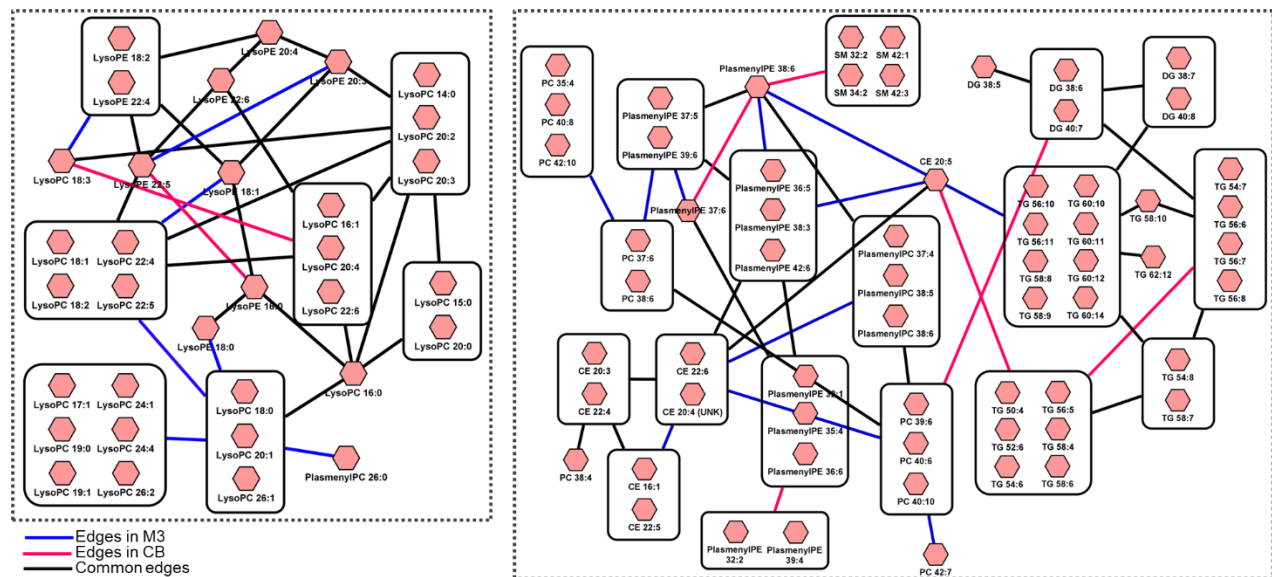 LysoPE 18:2
LysoPE 22:4
LysoPE 20:4
LysoPE 20:3
LysoPE 22:6
LysoPC 14:0
LysoPC 20:2
LysoPC 20:3
LysoPC 18:3
LysoPE 22:5
LysoPE 18:1
LysoPC 16:1
LysoPC 20:4
LysoPC 22:6
LysoPC 18:1
LysoPC 22:4
LysoPC 18:2
LysoPC 22:5
LysoPE 16:0
LysoPC 15:0
LysoPC 20:0
LysoPE 18:0
LysoPC 16:0
LysoPC 17:1
LysoPC 24:1
LysoPC 19:0
LysoPC 24:4
LysoPC 19:1
LysoPC 26:2
LysoPC 18:0
LysoPC 20:1
LysoPC 26:1
PlasmenylPC 26:0
Edges in M3
Edges in CB
Common edges
PC 35:4
PC 40:8
PC 42:10
PlasmenylPE 38:6
SM 32:2
SM 42:1
SM 34:2
SM 42:3
PlasmenylPE 37:5
PlasmenylPE 39:6
DG 38:5
DG 38:6
DG 40:7
DG 38:7
DG 40:8
PlasmenylPE 36:5
PlasmenylPE 38:3
PlasmenylPE 42:6
CE 20:5
PlasmenylPE 37:6
PC 37:6
PC 38:6
PlasmenylPC 37:4
PlasmenylPC 38:5
PlasmenylPC 38:6
TG 56:10
TG 60:10
TG 56:11
TG 60:11
TG 58:8
TG 60:12
TG 58:9
TG 60:14
TG 58:10
TG 62:12
TG 54:7
TG 56:6
TG 56:7
TG 56:8
CE 20:3
CE 22:4
CE 22:6
CE 20:4 (UNK)
PlasmenylPE 32:1
PlasmenylPE 35:4
PlasmenylPE 36:6
PC 39:6
PC 40:6
PC 40:10
TG 50:4
TG 56:5
TG 52:6
TG 58:4
TG 54:6
TG 58:6
TG 54:8
TG 58:7
PC 38:4
CE 16:1
CE 22:5
PlasmenylPE
32:2
PlasmenylPE
39:4
PC 42:7